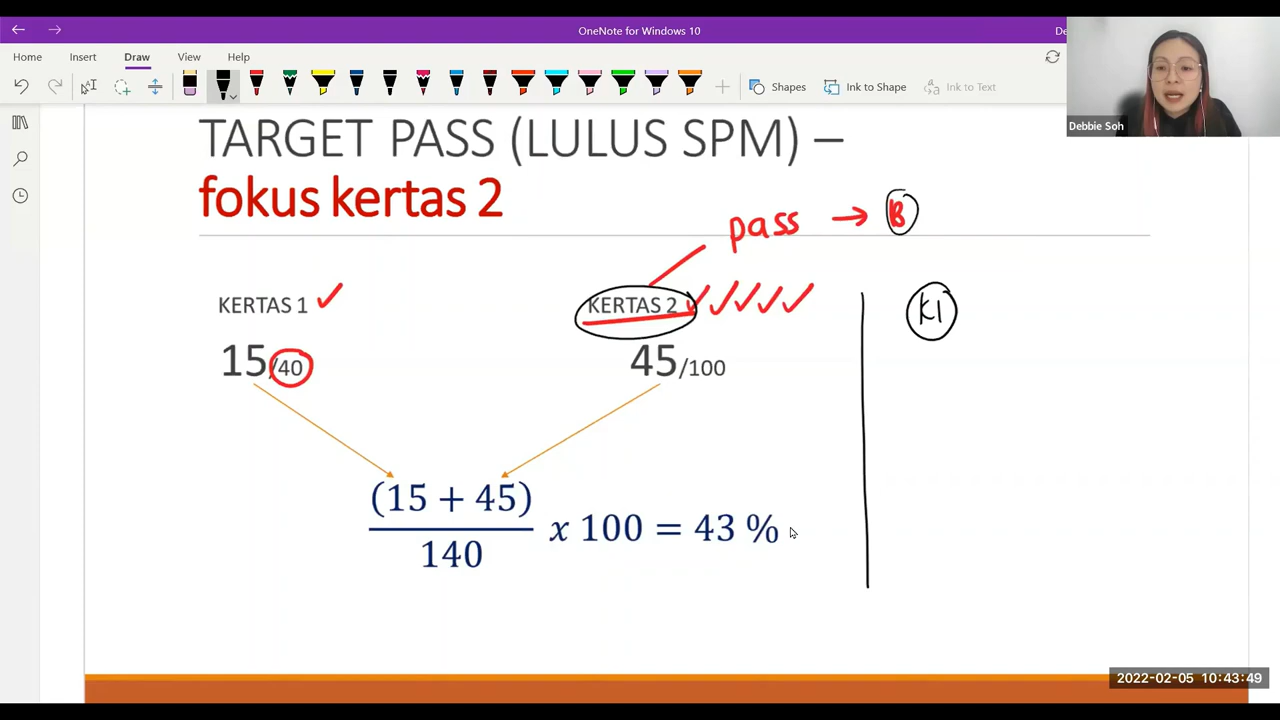 OneNote for Windows 10
De
Home Insert Draw View Help
Shapes Ink to Shape Ink to Text
Debbie Soh
TARGET PASS (LULUS SPM) –
fokus kertas 2
pass → B
KERTAS 1 ✓
KERTAS 2 ✓✓✓✓✓
K1
15/40
45/100
(15 + 45)
140
x 100 = 43 %
2022-02-05 10:43:49